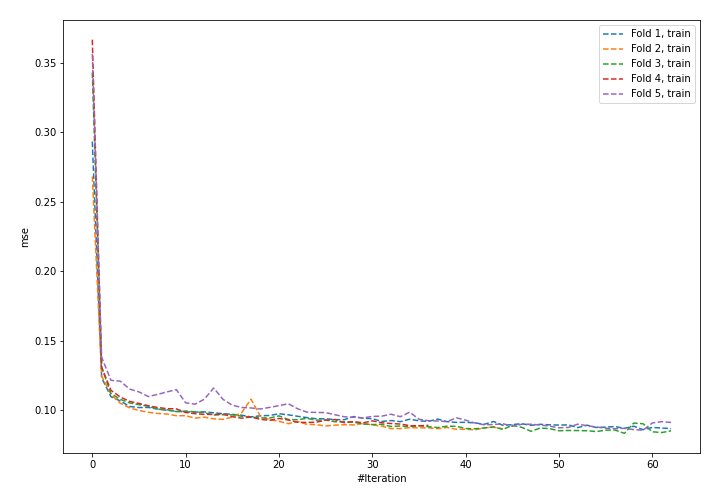 Fold 1, train
Fold 2, train
Fold 3, train
Fold 4, train
Fold 5, train
0.35
0.30
0.25
0.20
0.15
0.10
mse
0
10
20
30
40
50
60
#Iteration